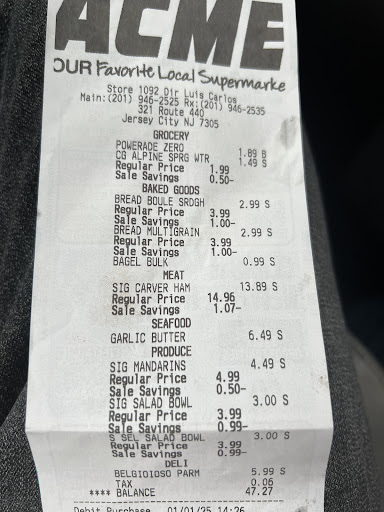 ACME
OUR Favorite Local Supermarke
Store 1092 Dir Luis Carlos
Main:(201) 946-2525 Rx:(201) 946-2535
321 Route 440
Jersey City NJ 7305
GROCERY
POWERADE ZERO 1.89 B
CG ALPINE SPRG WTR 1.49 S
Regular Price 1.99
Sale Savings 0.50-
BAKED GOODS
BREAD BOULE SRDGH 2.99 S
Regular Price 3.99
Sale Savings 1.00-
BREAD MULTIGRAIN 2.99 S
Regular Price 3.99
Sale Savings 1.00-
BAGEL BULK 0.99 S
MEAT
SIG CARVER HAM 13.89 S
Regular Price 14.96
Sale Savings 1.07-
SEAFOOD
GARLIC BUTTER 6.49 S
PRODUCE
SIG MANDARINS 4.49 S
Regular Price 4.99
Sale Savings 0.50-
SIG SALAD BOWL 3.00 S
Regular Price 3.99
Sale Savings 0.99-
S SEL SALAD BOWL 3.00 S
Regular Price 3.99
Sale Savings 0.99-
DELI
BELGIOIOSO PARM 5.99 S
TAX 0.06
**** BALANCE 47.27
Debit Purchase 01/01/25 14:26